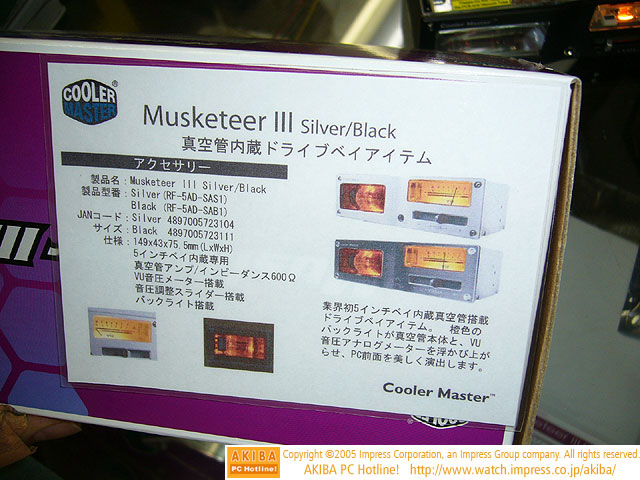 Cooler Master
COOLER
MASTER
Musketeer III Silver/Black
真空管内蔵ドライブベイアイテム
アクセサリー
製品名：Musketeer III Silver/Black
製品型番：Silver (RF-5AD-SAS1)
Black (RF-5AD-SAB1)
JANコード：Silver 4897005723104
サイズ：Black 4897005723111
仕様：149x43x75.5mm(LxWxH)
5インチベイ内蔵専用
真空管アンプ/インピーダンス600Ω
VU音圧メーター搭載
音圧調整スライダー搭載
バックライト搭載
業界初5インチベイ内蔵真空管搭載
ドライブベイアイテム。 橙色の
バックライトが真空管本体と、VU
音圧アナログメーターを浮かび上が
らせ、PC前面を美しく演出します。
Cooler Master™
AKIBA
PC Hotline!
Copyright ©2005 Impress Corporation, an Impress Group company. All rights reserved.
AKIBA PC Hotline! http://www.watch.impress.co.jp/akiba/